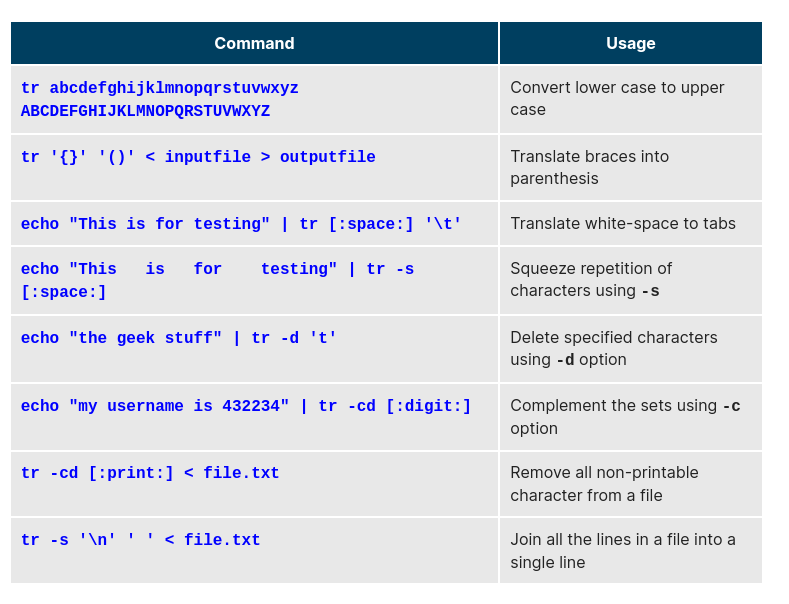 Command Usage
tr abcdefghijklmnopqrstuvwxyz
ABCDEFGHIJKLMNOPQRSTUVWXYZ
Convert lower case to upper
case
tr '{}' '()' < inputfile > outputfile
Translate braces into
parenthesis
echo "This is for testing" | tr [:space:] '\t'
Translate white-space to tabs
echo "This   is   for    testing" | tr -s
[:space:]
Squeeze repetition of
characters using -s
echo "the geek stuff" | tr -d 't'
Delete specified characters
using -d option
echo "my username is 432234" | tr -cd [:digit:]
Complement the sets using -c
option
tr -cd [:print:] < file.txt
Remove all non-printable
character from a file
tr -s '\n' ' ' < file.txt
Join all the lines in a file into a
single line